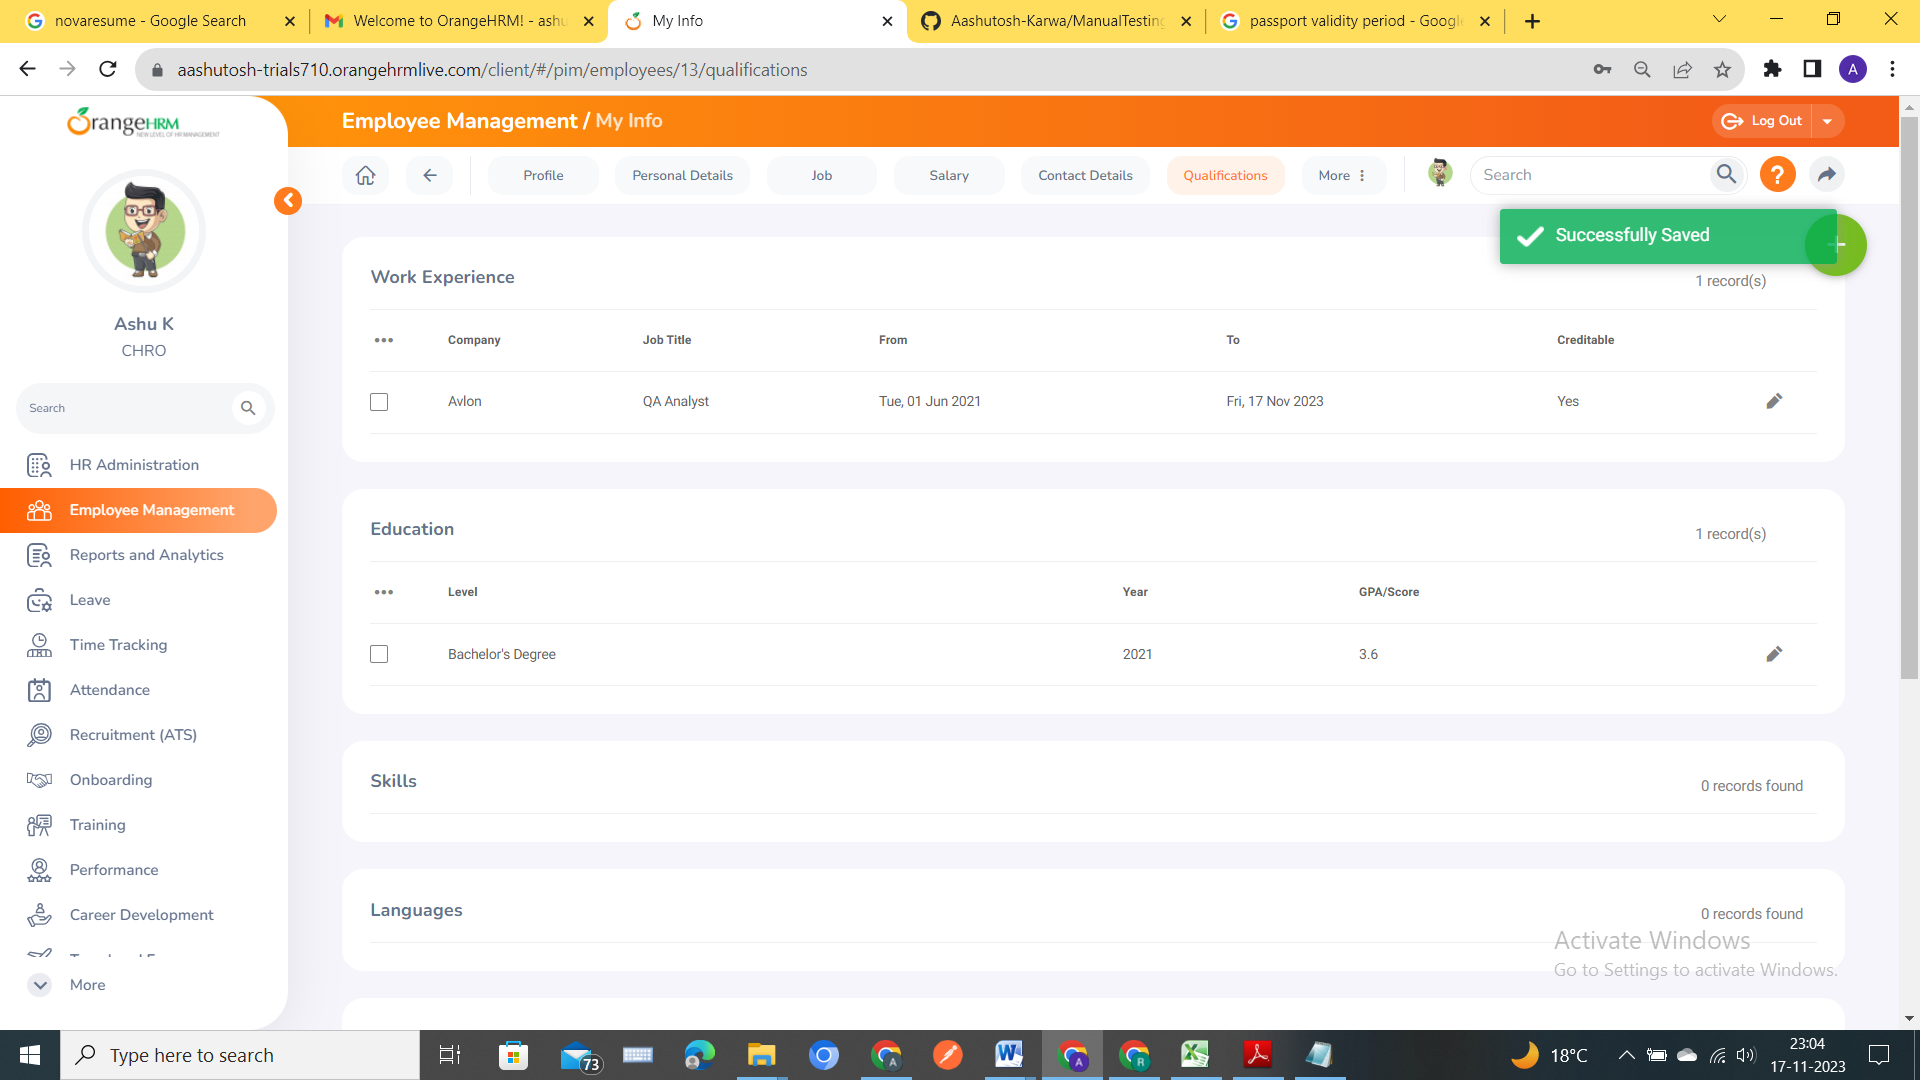 novaresume - Google Search
Welcome to OrangeHRM! - ashu
My Info
Aashutosh-Karwa/ManualTesting
passport validity period - Google
aashutosh-trials710.orangehrmlive.com/client/#/pim/employees/13/qualifications
A
OrangeHRM
NEW LEVEL OF HR MANAGEMENT
Employee Management / My Info
Log Out
Profile
Personal Details
Job
Salary
Contact Details
Qualifications
More
Search
?
Successfully Saved
Ashu K
CHRO
Search
HR Administration
Employee Management
Reports and Analytics
Leave
Time Tracking
Attendance
Recruitment (ATS)
Onboarding
Training
Performance
Career Development
More
Work Experience
1 record(s)
Company Job Title From To Creditable
Avlon QA Analyst Tue, 01 Jun 2021 Fri, 17 Nov 2023 Yes
Education
1 record(s)
Level Year GPA/Score
Bachelor's Degree 2021 3.6
Skills
0 records found
Languages
0 records found
Activate Windows
Go to Settings to activate Windows.
Type here to search
73
18°C
23:04
17-11-2023